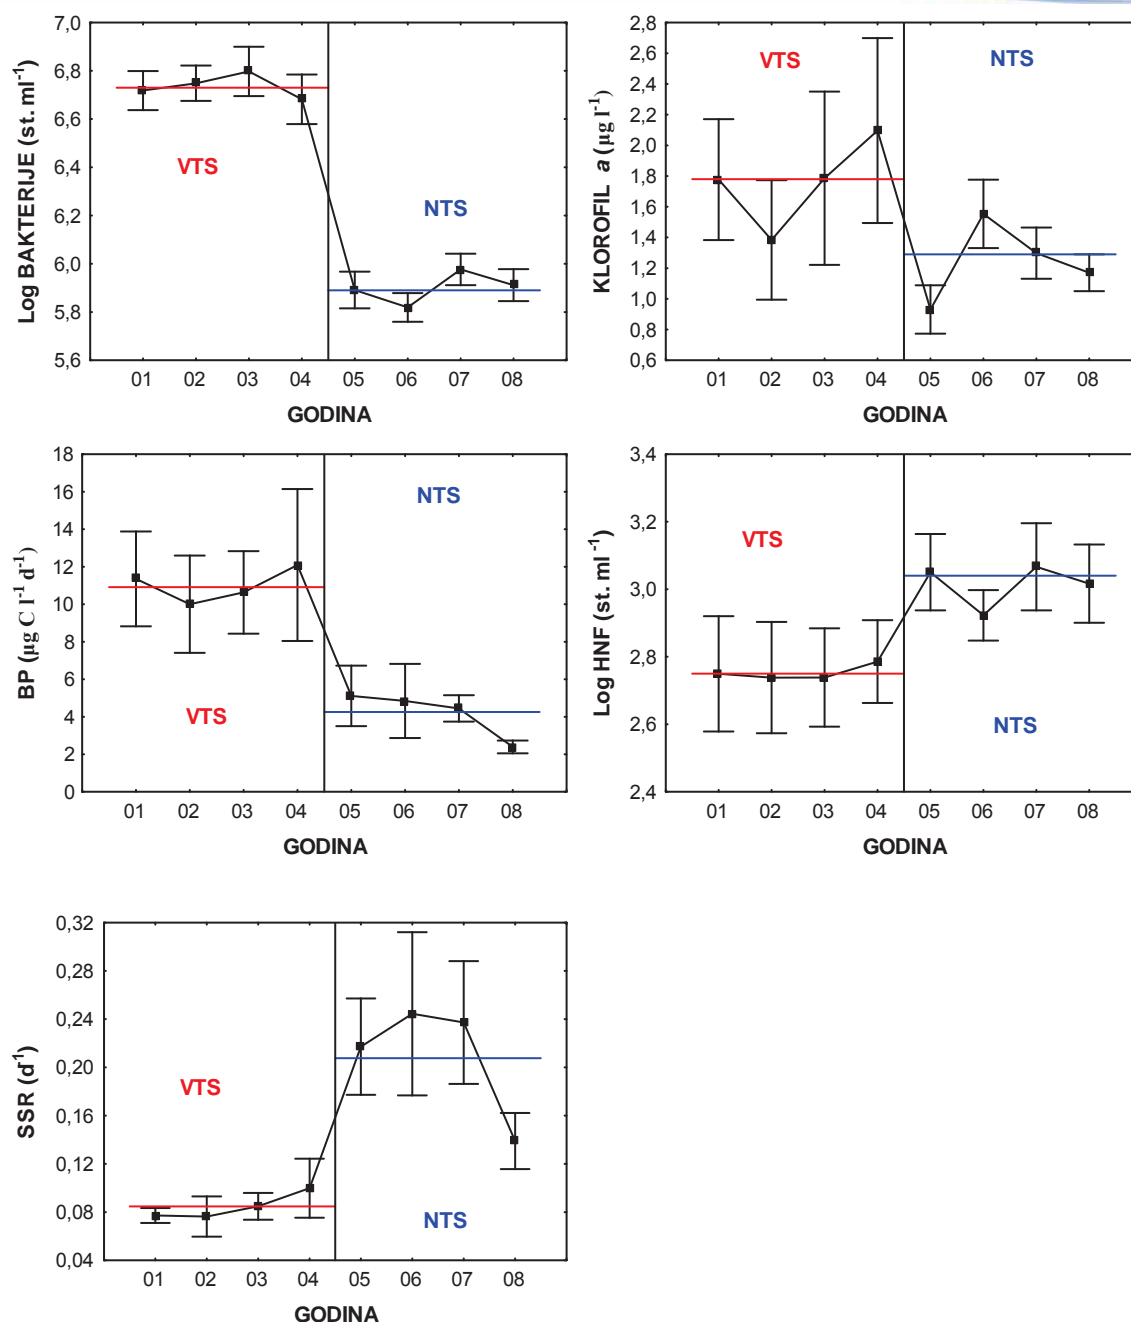 Log BAKTERIJE (st. ml⁻¹)
7,0
6,8
6,6
6,4
6,2
6,0
5,8
5,6
VTS
NTS
01 02 03 04 05 06 07 08
GODINA
KLOROFIL a (µg l⁻¹)
2,8
2,6
2,4
2,2
2,0
1,8
1,6
1,4
1,2
1,0
0,8
0,6
VTS
NTS
01 02 03 04 05 06 07 08
GODINA
BP (µg C l⁻¹ d⁻¹)
18
16
14
12
10
8
6
4
2
0
NTS
VTS
01 02 03 04 05 06 07 08
GODINA
Log HNF (st. ml⁻¹)
3,4
3,2
3,0
2,8
2,6
2,4
VTS
NTS
01 02 03 04 05 06 07 08
GODINA
SSR (d⁻¹)
0,32
0,28
0,24
0,20
0,16
0,12
0,08
0,04
VTS
NTS
01 02 03 04 05 06 07 08
GODINA